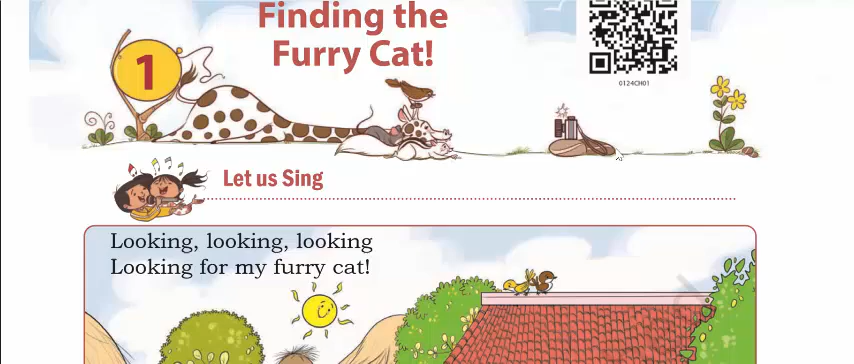 Finding the
Furry Cat!
1
0124CH01
Let us Sing
Looking, looking, looking
Looking for my furry cat!